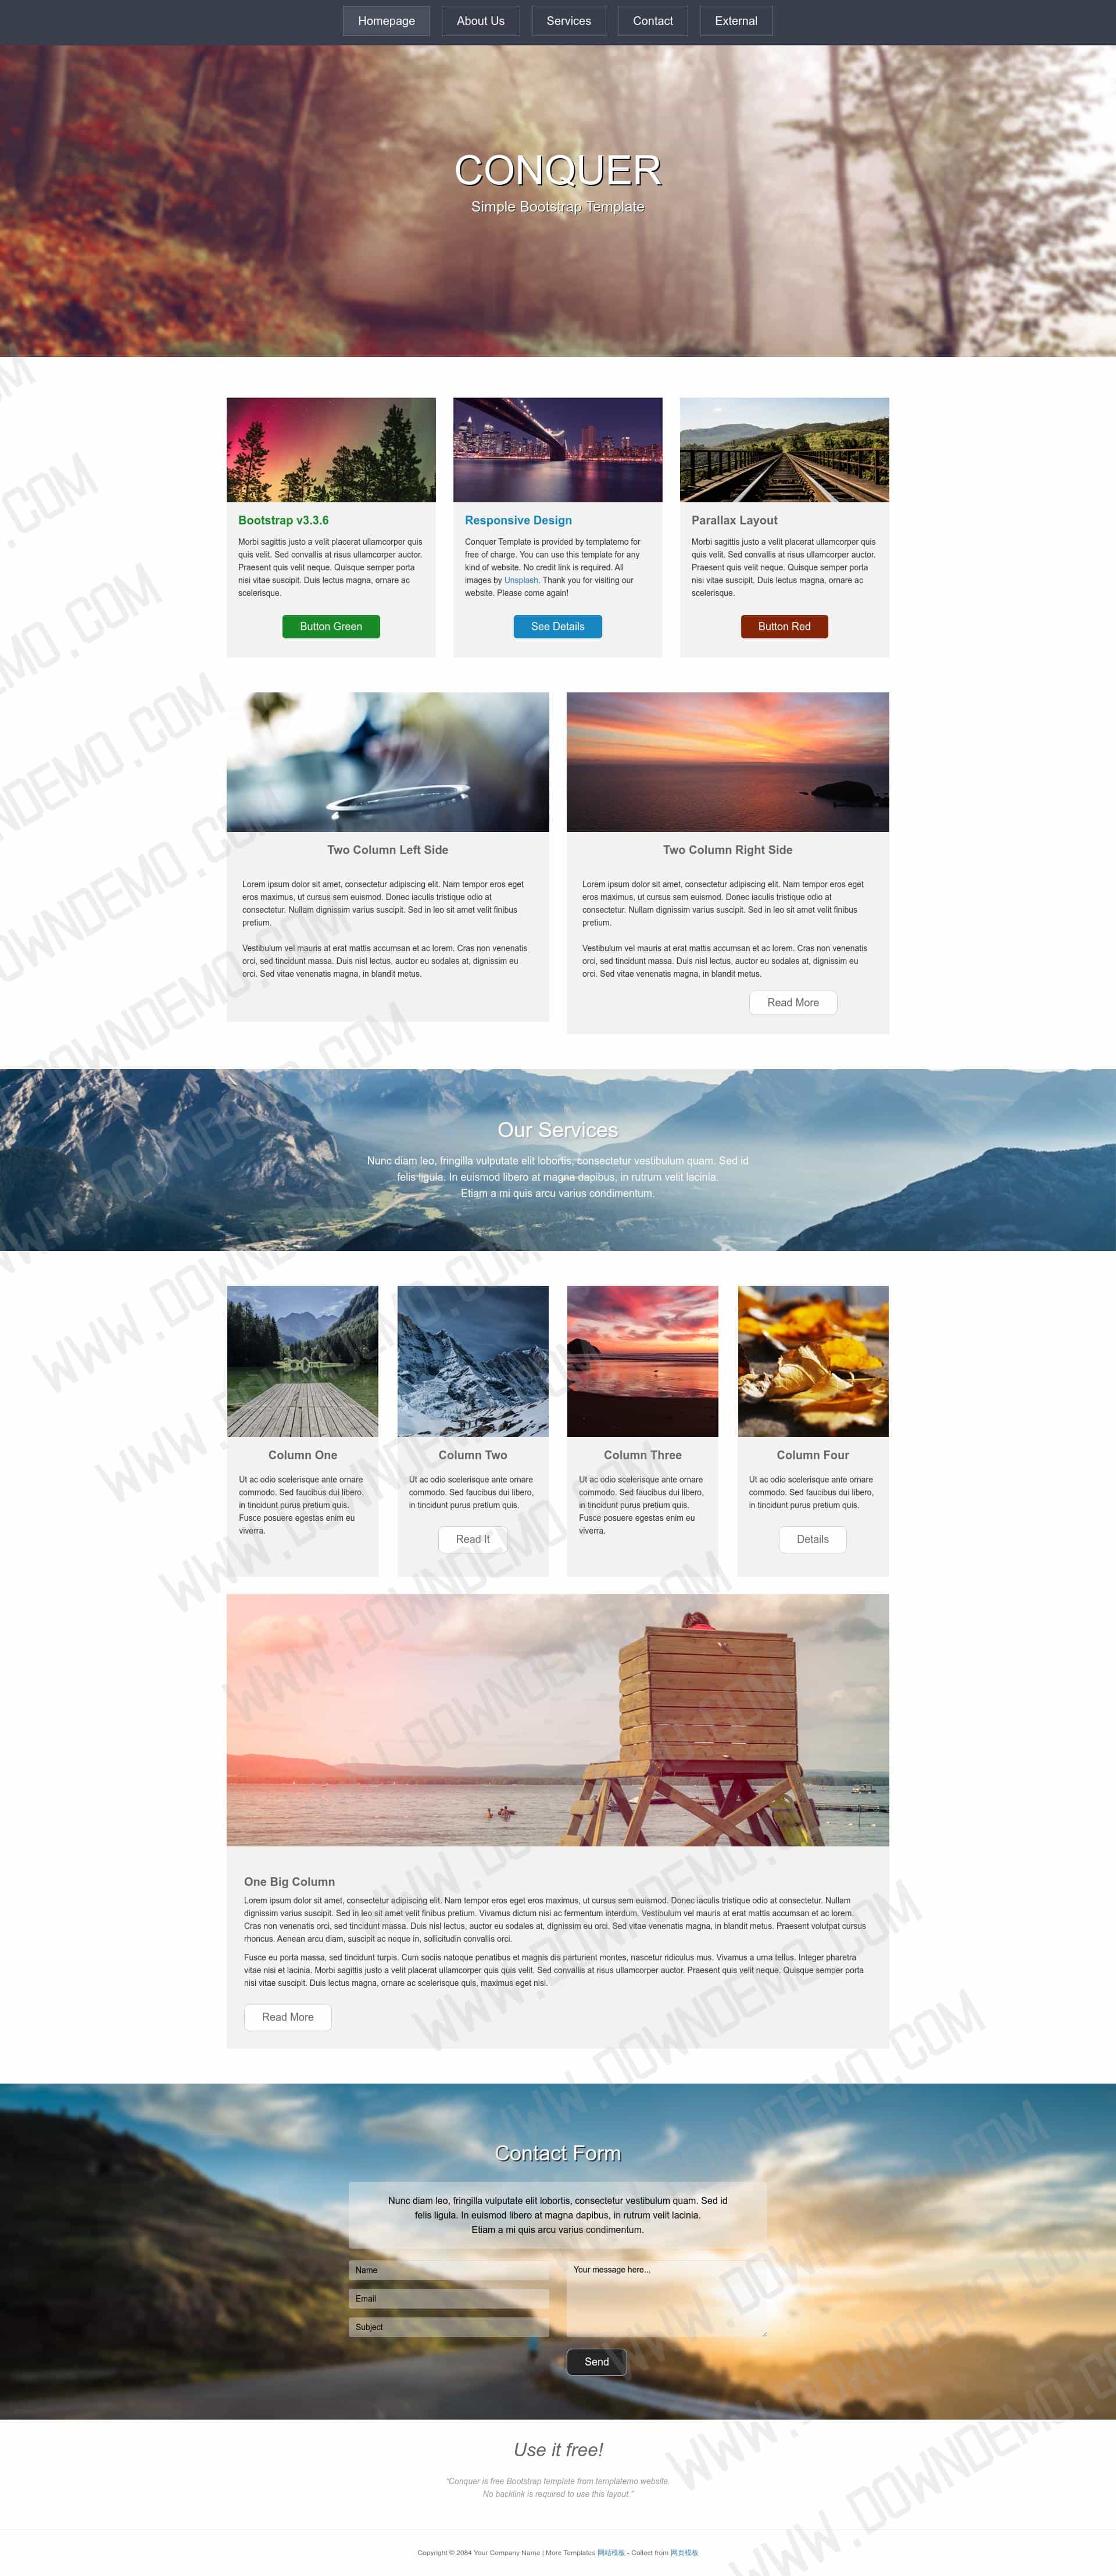 Homepage
About Us
Services
Contact
External
CONQUER
Simple Bootstrap Template
Bootstrap v3.3.6
Morbi sagittis justo a velit placerat ullamcorper quis
quis velit. Sed convallis at risus ullamcorper auctor.
Praesent quis velit neque. Quisque semper porta
nisi vitae suscipit. Duis lectus magna, ornare ac
scelerisque.
Button Green
Responsive Design
Conquer Template is provided by templatemo for
free of charge. You can use this template for any
kind of website. No credit link is required. All
images by Unsplash. Thank you for visiting our
website. Please come again!
See Details
Parallax Layout
Morbi sagittis justo a velit placerat ullamcorper quis
quis velit. Sed convallis at risus ullamcorper auctor.
Praesent quis velit neque. Quisque semper porta
nisi vitae suscipit. Duis lectus magna, ornare ac
scelerisque.
Button Red
Two Column Left Side
Lorem ipsum dolor sit amet, consectetur adipiscing elit. Nam tempor eros eget
eros maximus, ut cursus sem euismod. Donec iaculis tristique odio at
consectetur. Nullam dignissim varius suscipit. Sed in leo sit amet velit finibus
pretium.
Vestibulum vel mauris at erat mattis accumsan et ac lorem. Cras non venenatis
orci, sed tincidunt massa. Duis nisl lectus, auctor eu sodales at, dignissim eu
orci. Sed vitae venenatis magna, in blandit metus.
Two Column Right Side
Lorem ipsum dolor sit amet, consectetur adipiscing elit. Nam tempor eros eget
eros maximus, ut cursus sem euismod. Donec iaculis tristique odio at
consectetur. Nullam dignissim varius suscipit. Sed in leo sit amet velit finibus
pretium.
Vestibulum vel mauris at erat mattis accumsan et ac lorem. Cras non venenatis
orci, sed tincidunt massa. Duis nisl lectus, auctor eu sodales at, dignissim eu
orci. Sed vitae venenatis magna, in blandit metus.
Read More
Our Services
Nunc diam leo, fringilla vulputate elit lobortis, consectetur vestibulum quam. Sed id
felis ligula. In euismod libero at magna dapibus, in rutrum velit lacinia.
Etiam a mi quis arcu varius condimentum.
Column One
Ut ac odio scelerisque ante ornare
commodo. Sed faucibus dui libero,
in tincidunt purus pretium quis.
Fusce posuere egestas enim eu
viverra.
Column Two
Ut ac odio scelerisque ante ornare
commodo. Sed faucibus dui libero,
in tincidunt purus pretium quis.
Read It
Column Three
Ut ac odio scelerisque ante ornare
commodo. Sed faucibus dui libero,
in tincidunt purus pretium quis.
Fusce posuere egestas enim eu
viverra.
Column Four
Ut ac odio scelerisque ante ornare
commodo. Sed faucibus dui libero,
in tincidunt purus pretium quis.
Details
One Big Column
Lorem ipsum dolor sit amet, consectetur adipiscing elit. Nam tempor eros eget eros maximus, ut cursus sem euismod. Donec iaculis tristique odio at consectetur. Nullam
dignissim varius suscipit. Sed in leo sit amet velit finibus pretium. Vivamus dictum nisi ac fermentum interdum. Vestibulum vel mauris at erat mattis accumsan et ac lorem.
Cras non venenatis orci, sed tincidunt massa. Duis nisl lectus, auctor eu sodales at, dignissim eu orci. Sed vitae venenatis magna, in blandit metus. Praesent volutpat cursus
rhoncus. Aenean arcu diam, suscipit ac neque in, sollicitudin convallis orci.
Fusce eu porta massa, sed tincidunt turpis. Cum sociis natoque penatibus et magnis dis parturient montes, nascetur ridiculus mus. Vivamus a urna tellus. Integer pharetra
vitae nisi et lacinia. Morbi sagittis justo a velit placerat ullamcorper quis quis velit. Sed convallis at risus ullamcorper auctor. Praesent quis velit neque. Quisque semper porta
nisi vitae suscipit. Duis lectus magna, ornare ac scelerisque quis, maximus eget nisi.
Read More
Contact Form
Nunc diam leo, fringilla vulputate elit lobortis, consectetur vestibulum quam. Sed id
felis ligula. In euismod libero at magna dapibus, in rutrum velit lacinia.
Etiam a mi quis arcu varius condimentum.
Name
Email
Subject
Your message here...
Send
Use it free!
"Conquer is free Bootstrap template from templatemo website.
No backlink is required to use this layout."
Copyright © 2084 Your Company Name | More Templates 网站模板 - Collect from 网页模板
WWW.DOWNDEMO.COM